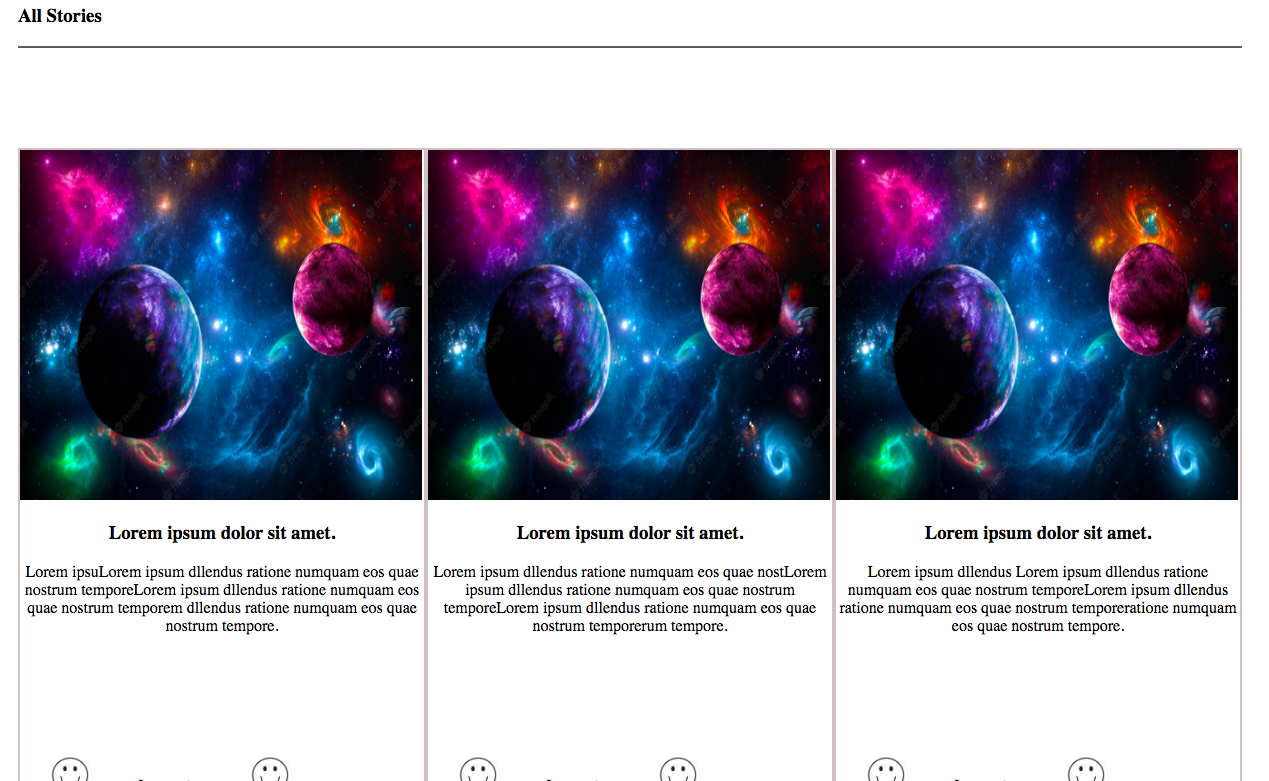 All Stories
Lorem ipsum dolor sit amet.
Lorem ipsuLorem ipsum dllendus ratione numquam eos quae
nostrum temporeLorem ipsum dllendus ratione numquam eos
quae nostrum temporem dllendus ratione numquam eos quae
nostrum tempore.
Lorem ipsum dolor sit amet.
Lorem ipsum dllendus ratione numquam eos quae nostLorem
ipsum dllendus ratione numquam eos quae nostrum
temporeLorem ipsum dllendus ratione numquam eos quae
nostrum temporerum tempore.
Lorem ipsum dolor sit amet.
Lorem ipsum dllendus Lorem ipsum dllendus ratione
numquam eos quae nostrum temporeLorem ipsum dllendus
ratione numquam eos quae nostrum temporeratione numquam
eos quae nostrum tempore.